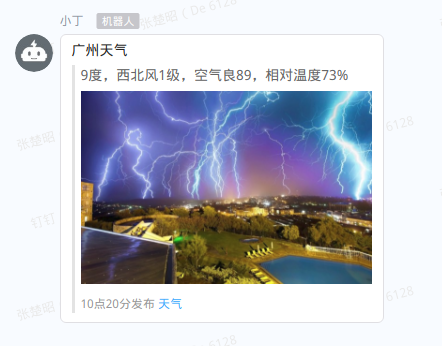 小丁 机器人
张楚昭（De 6128
广州天气
9度，西北风1级，空气良89，相对温度73%
6128
张楚昭
钉钉
10点20分发布 天气
6128
张楚昭
6128